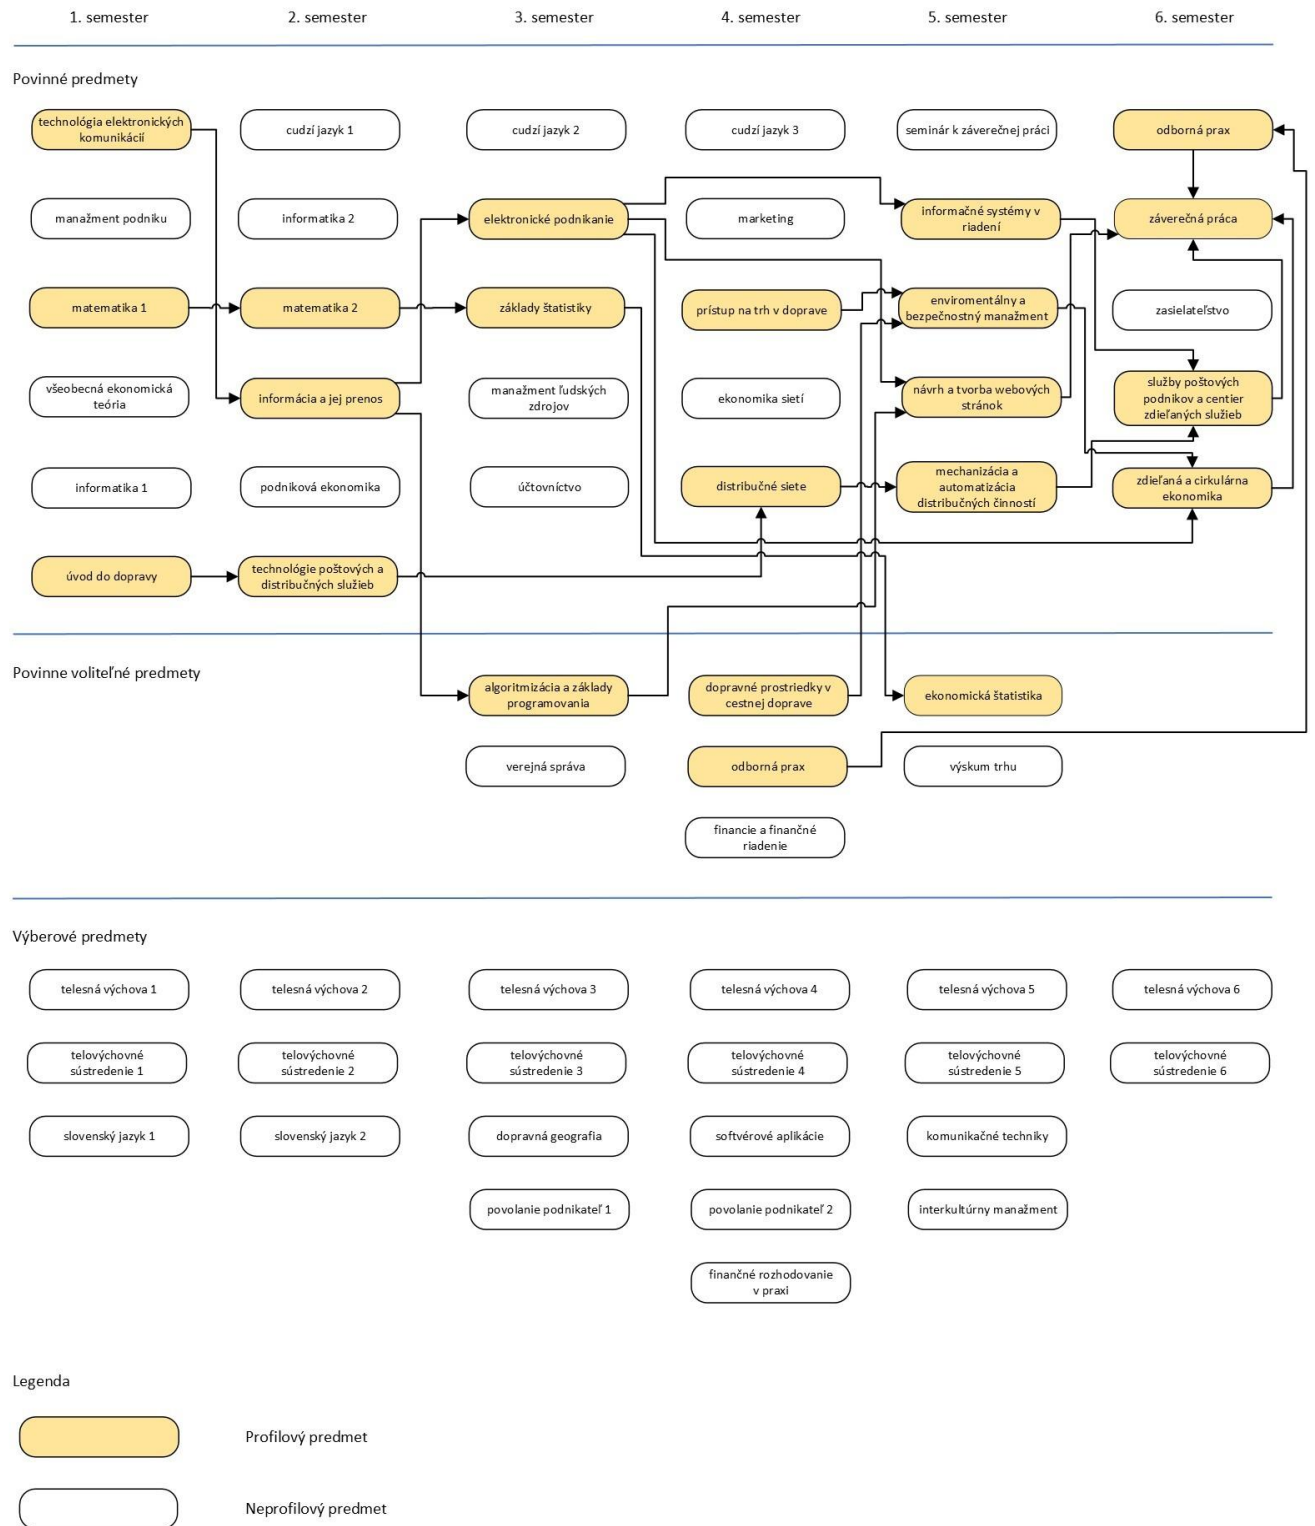 1. semester
2. semester
3. semester
4. semester
5. semester
6. semester
Povinné predmety
technológia elektronických
komunikácií
cudzí jazyk 1
cudzí jazyk 2
cudzí jazyk 3
seminár k záverečnej práci
odborná prax
manažment podniku
informatika 2
elektronické podnikanie
marketing
informačné systémy v
riadení
záverečná práca
matematika 1
matematika 2
základy štatistiky
prístup na trh v doprave
enviromentálny a
bezpečnostný manažment
zasielateľstvo
všeobecná ekonomická
teória
informácia a jej prenos
manažment ľudských
zdrojov
ekonomika sietí
návrh a tvorba webových
stránok
služby poštových
podnikov a centier
zdieľaných služieb
informatika 1
podniková ekonomika
účtovníctvo
distribučné siete
mechanizácia a
automatizácia
distribučných činností
zdieľaná a cirkulárna
ekonomika
úvod do dopravy
technológie poštových a
distribučných služieb
Povinne voliteľné predmety
algoritmizácia a základy
programovania
dopravné prostriedky v
cestnej doprave
ekonomická štatistika
verejná správa
odborná prax
výskum trhu
financie a finančné
riadenie
Výberové predmety
telesná výchova 1
telesná výchova 2
telesná výchova 3
telesná výchova 4
telesná výchova 5
telesná výchova 6
telovýchovné
sústredenie 1
telovýchovné
sústredenie 2
telovýchovné
sústredenie 3
telovýchovné
sústredenie 4
telovýchovné
sústredenie 5
telovýchovné
sústredenie 6
slovenský jazyk 1
slovenský jazyk 2
dopravná geografia
softvérové aplikácie
komunikačné techniky
povolanie podnikateľ 1
povolanie podnikateľ 2
interkultúrny manažment
finančné rozhodovanie
v praxi
Legenda
Profilový predmet
Neprofilový predmet